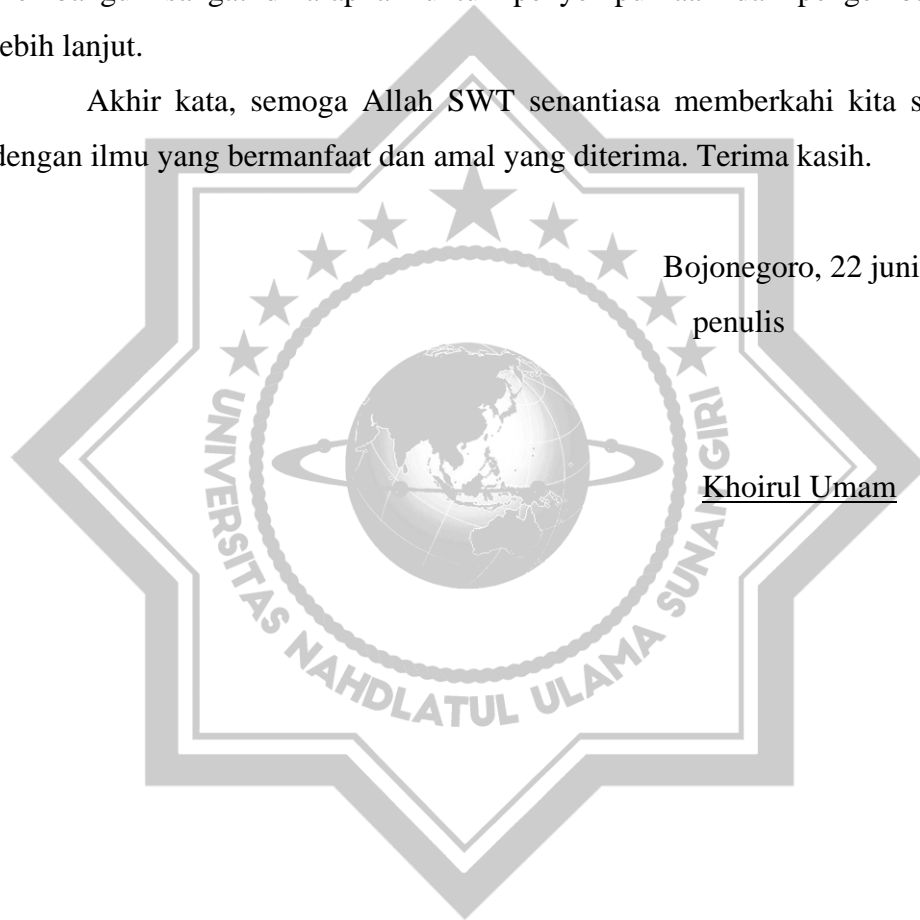 lebih lanjut.
Akhir kata, semoga Allah SWT senantiasa memberkahi kita
dengan ilmu yang bermanfaat dan amal yang diterima. Terima kasih.
Bojonegoro, 22 juni
penulis
Khoirul Umam
UNIVERSITAS NAHDLATUL ULAMA SUNAN GIRI